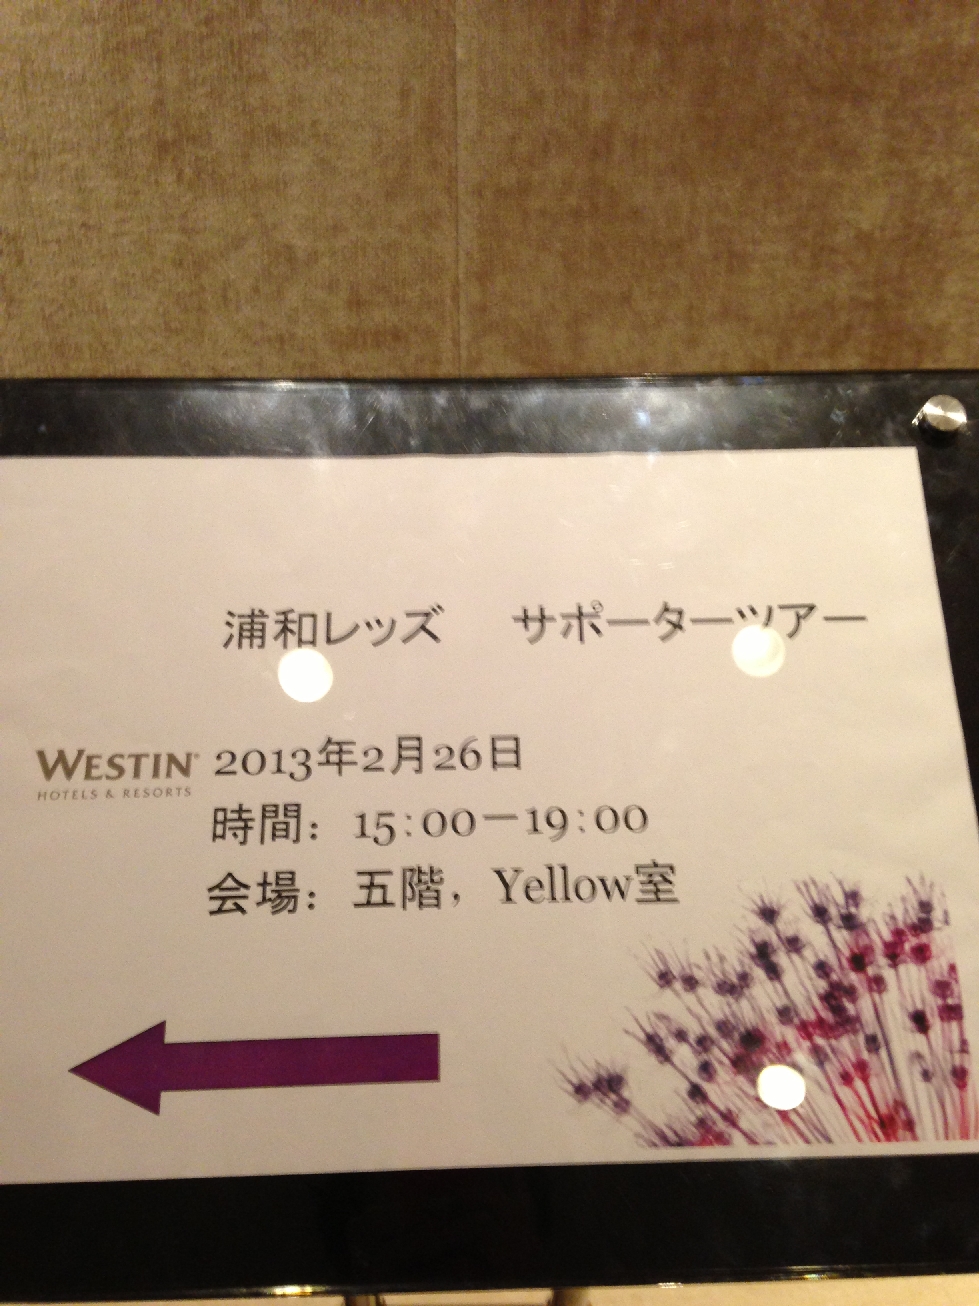 浦和レッズ　サポーターツアー
WESTIN®
HOTELS & RESORTS
2013年2月26日
時間：15:00－19:00
会場：五階，Yellow室